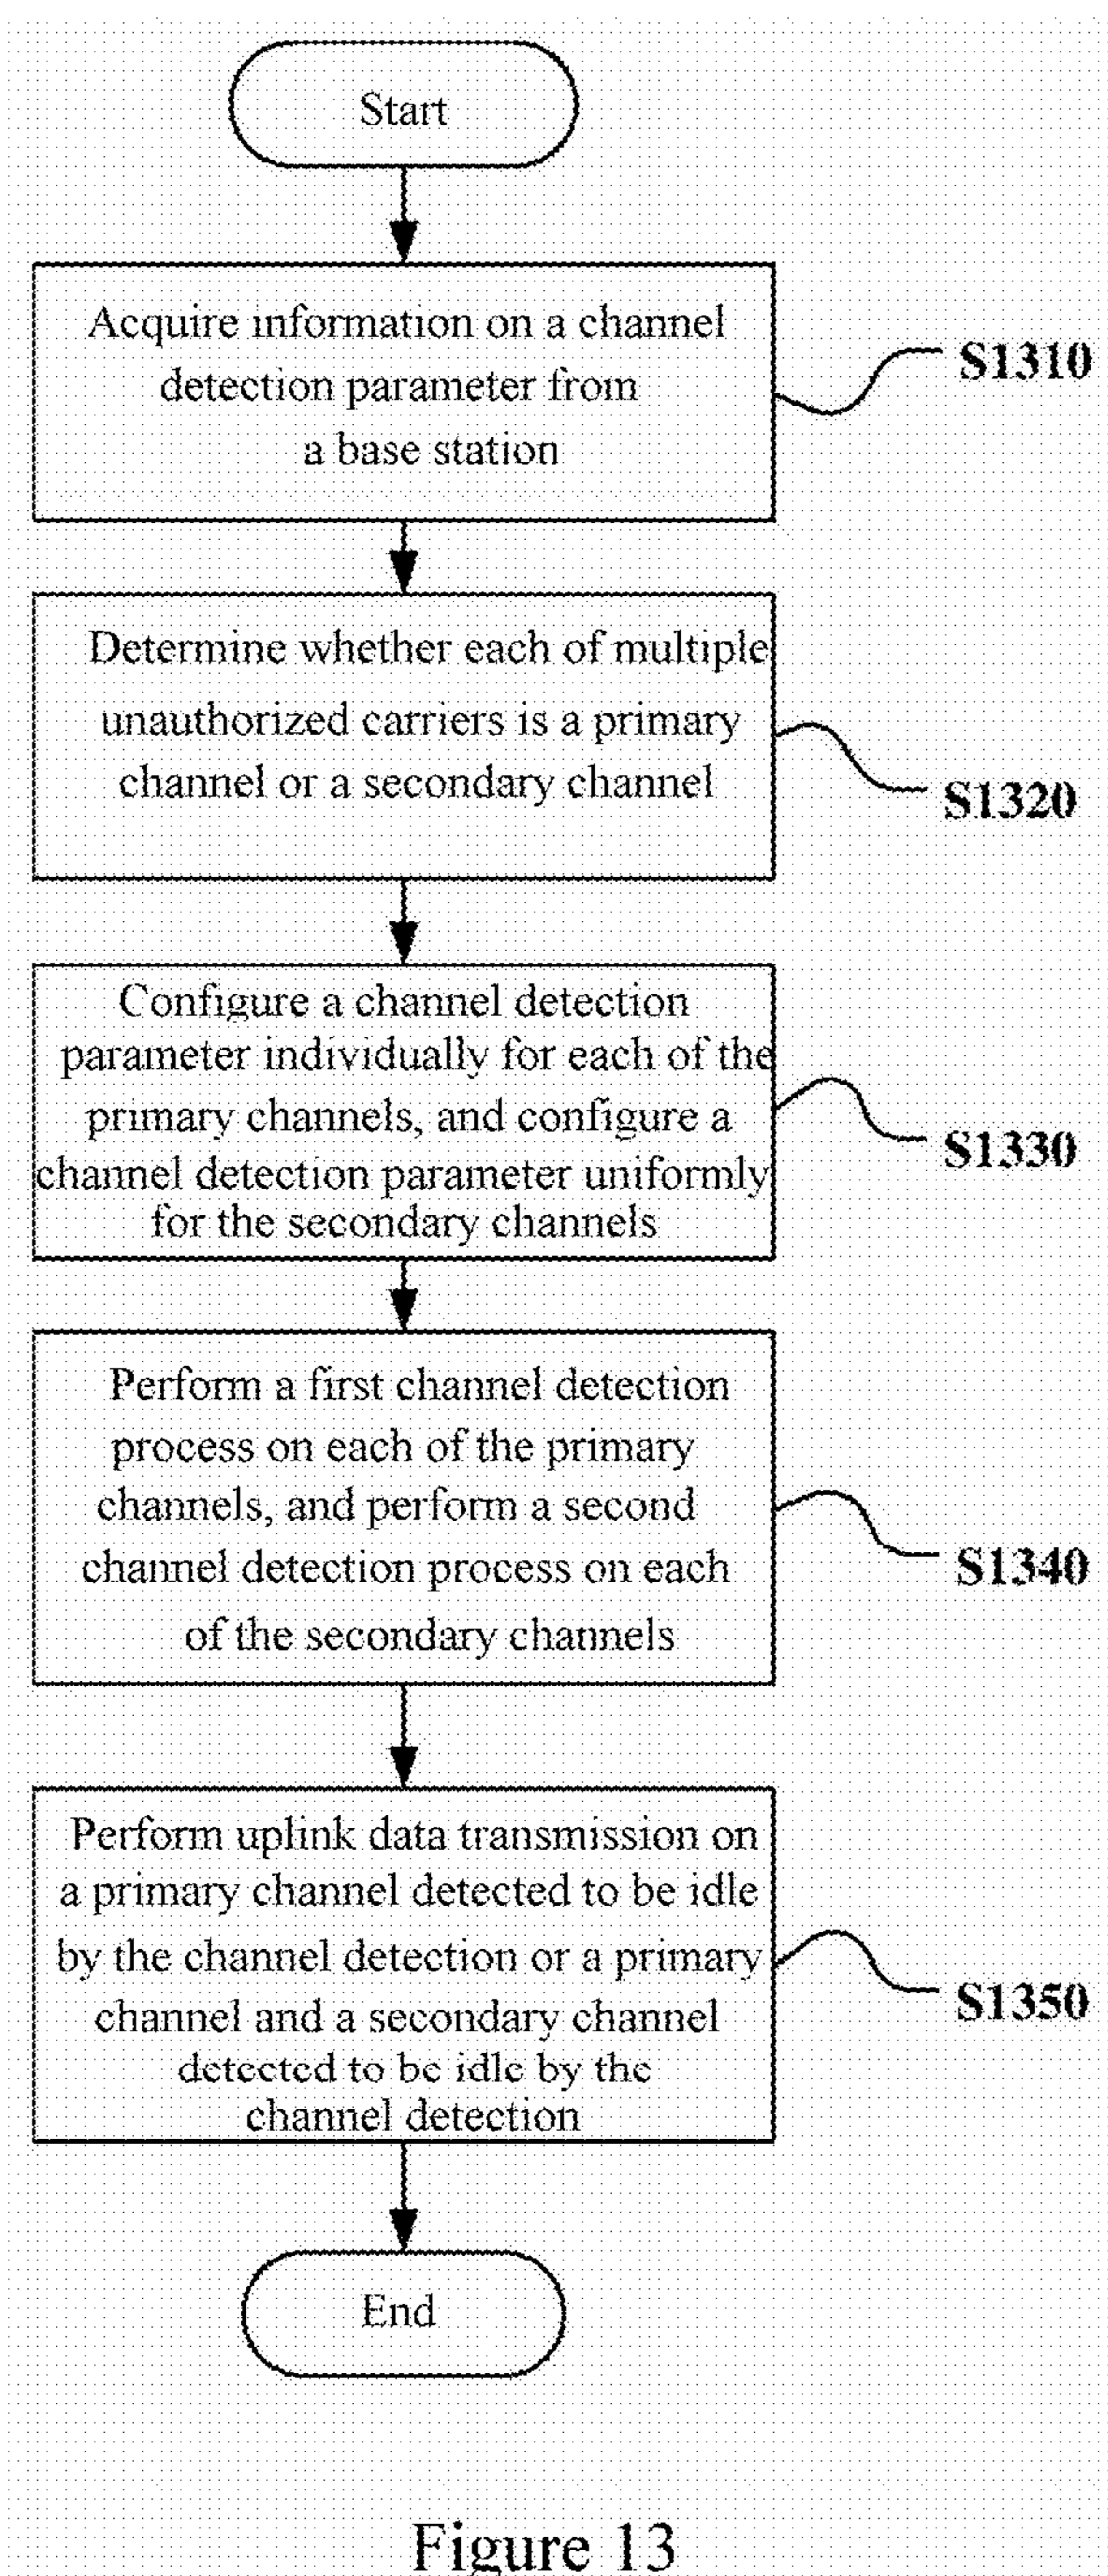 Start
Acquire information on a channel
detection parameter from
a base station
S1310
Determine whether each of multiple
unauthorized carriers is a primary
channel or a secondary channel
S1320
Configure a channel detection
parameter individually for each of the
primary channels, and configure a
channel detection parameter uniformly
for the secondary channels
S1330
Perform a first channel detection
process on each of the primary
channels, and perform a second
channel detection process on each
of the secondary channels
S1340
Perform uplink data transmission on
a primary channel detected to be idle
by the channel detection or a primary
channel and a secondary channel
detected to be idle by the
channel detection
S1350
End
Figure 13